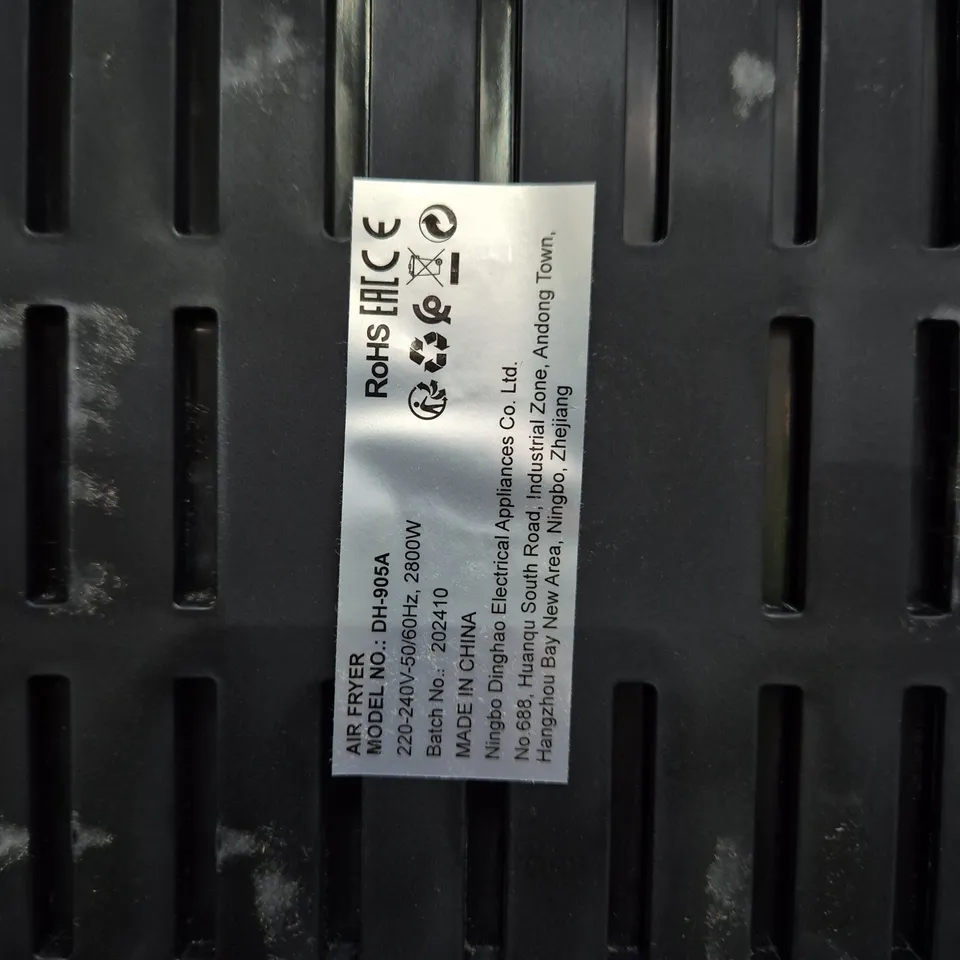 AIR FRYER
MODEL NO.: DH-905A
220-240V-50/60Hz, 2800W
Batch No.: 202410
MADE IN CHINA
Ningbo Dinghao Electrical Appliances Co. Ltd.
No.688, Huanqu South Road, Industrial Zone, Andong Town,
Hangzhou Bay New Area, Ningbo, Zhejiang
RoHS EAC CE